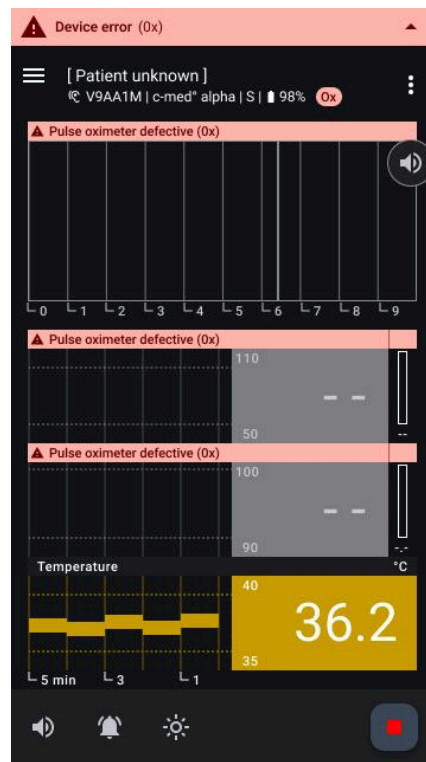 Device error (0x)
[ Patient unknown ]
V9AA1M | c-med° alpha | S | 98% Ox
Pulse oximeter defective (0x)
0 1 2 3 4 5 6 7 8 9
Pulse oximeter defective (0x)
110
-- 
50 --
Pulse oximeter defective (0x)
100
--
90 -.-
Temperature °C
40
36.2
35
5 min 3 1